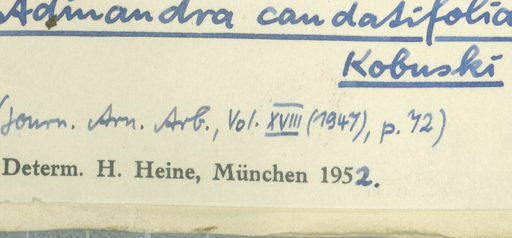 Adinandra caudatifolia
Kobuski
(Journ. Arn. Arb., Vol. XVIII (1947), p. 72)
Determ. H. Heine, München 1952.